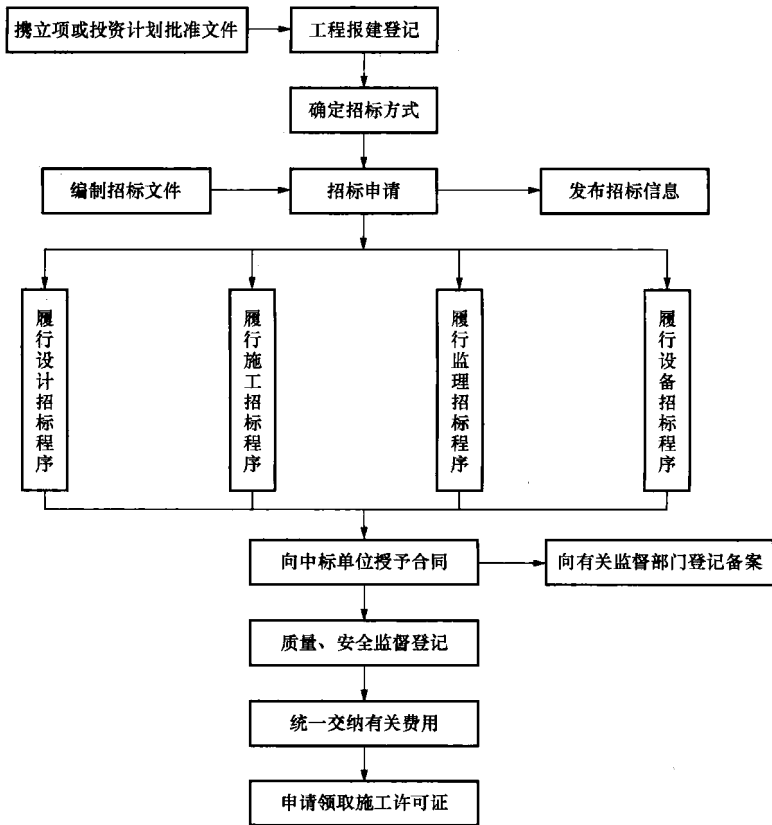 携立项或投资计划批准文件
工程报建登记
确定招标方式
编制招标文件
招标申请
发布招标信息
履行设计招标程序
履行施工招标程序
履行监理招标程序
履行设备招标程序
向中标单位授予合同
向有关监督部门登记备案
质量、安全监督登记
统一交纳有关费用
申请领取施工许可证